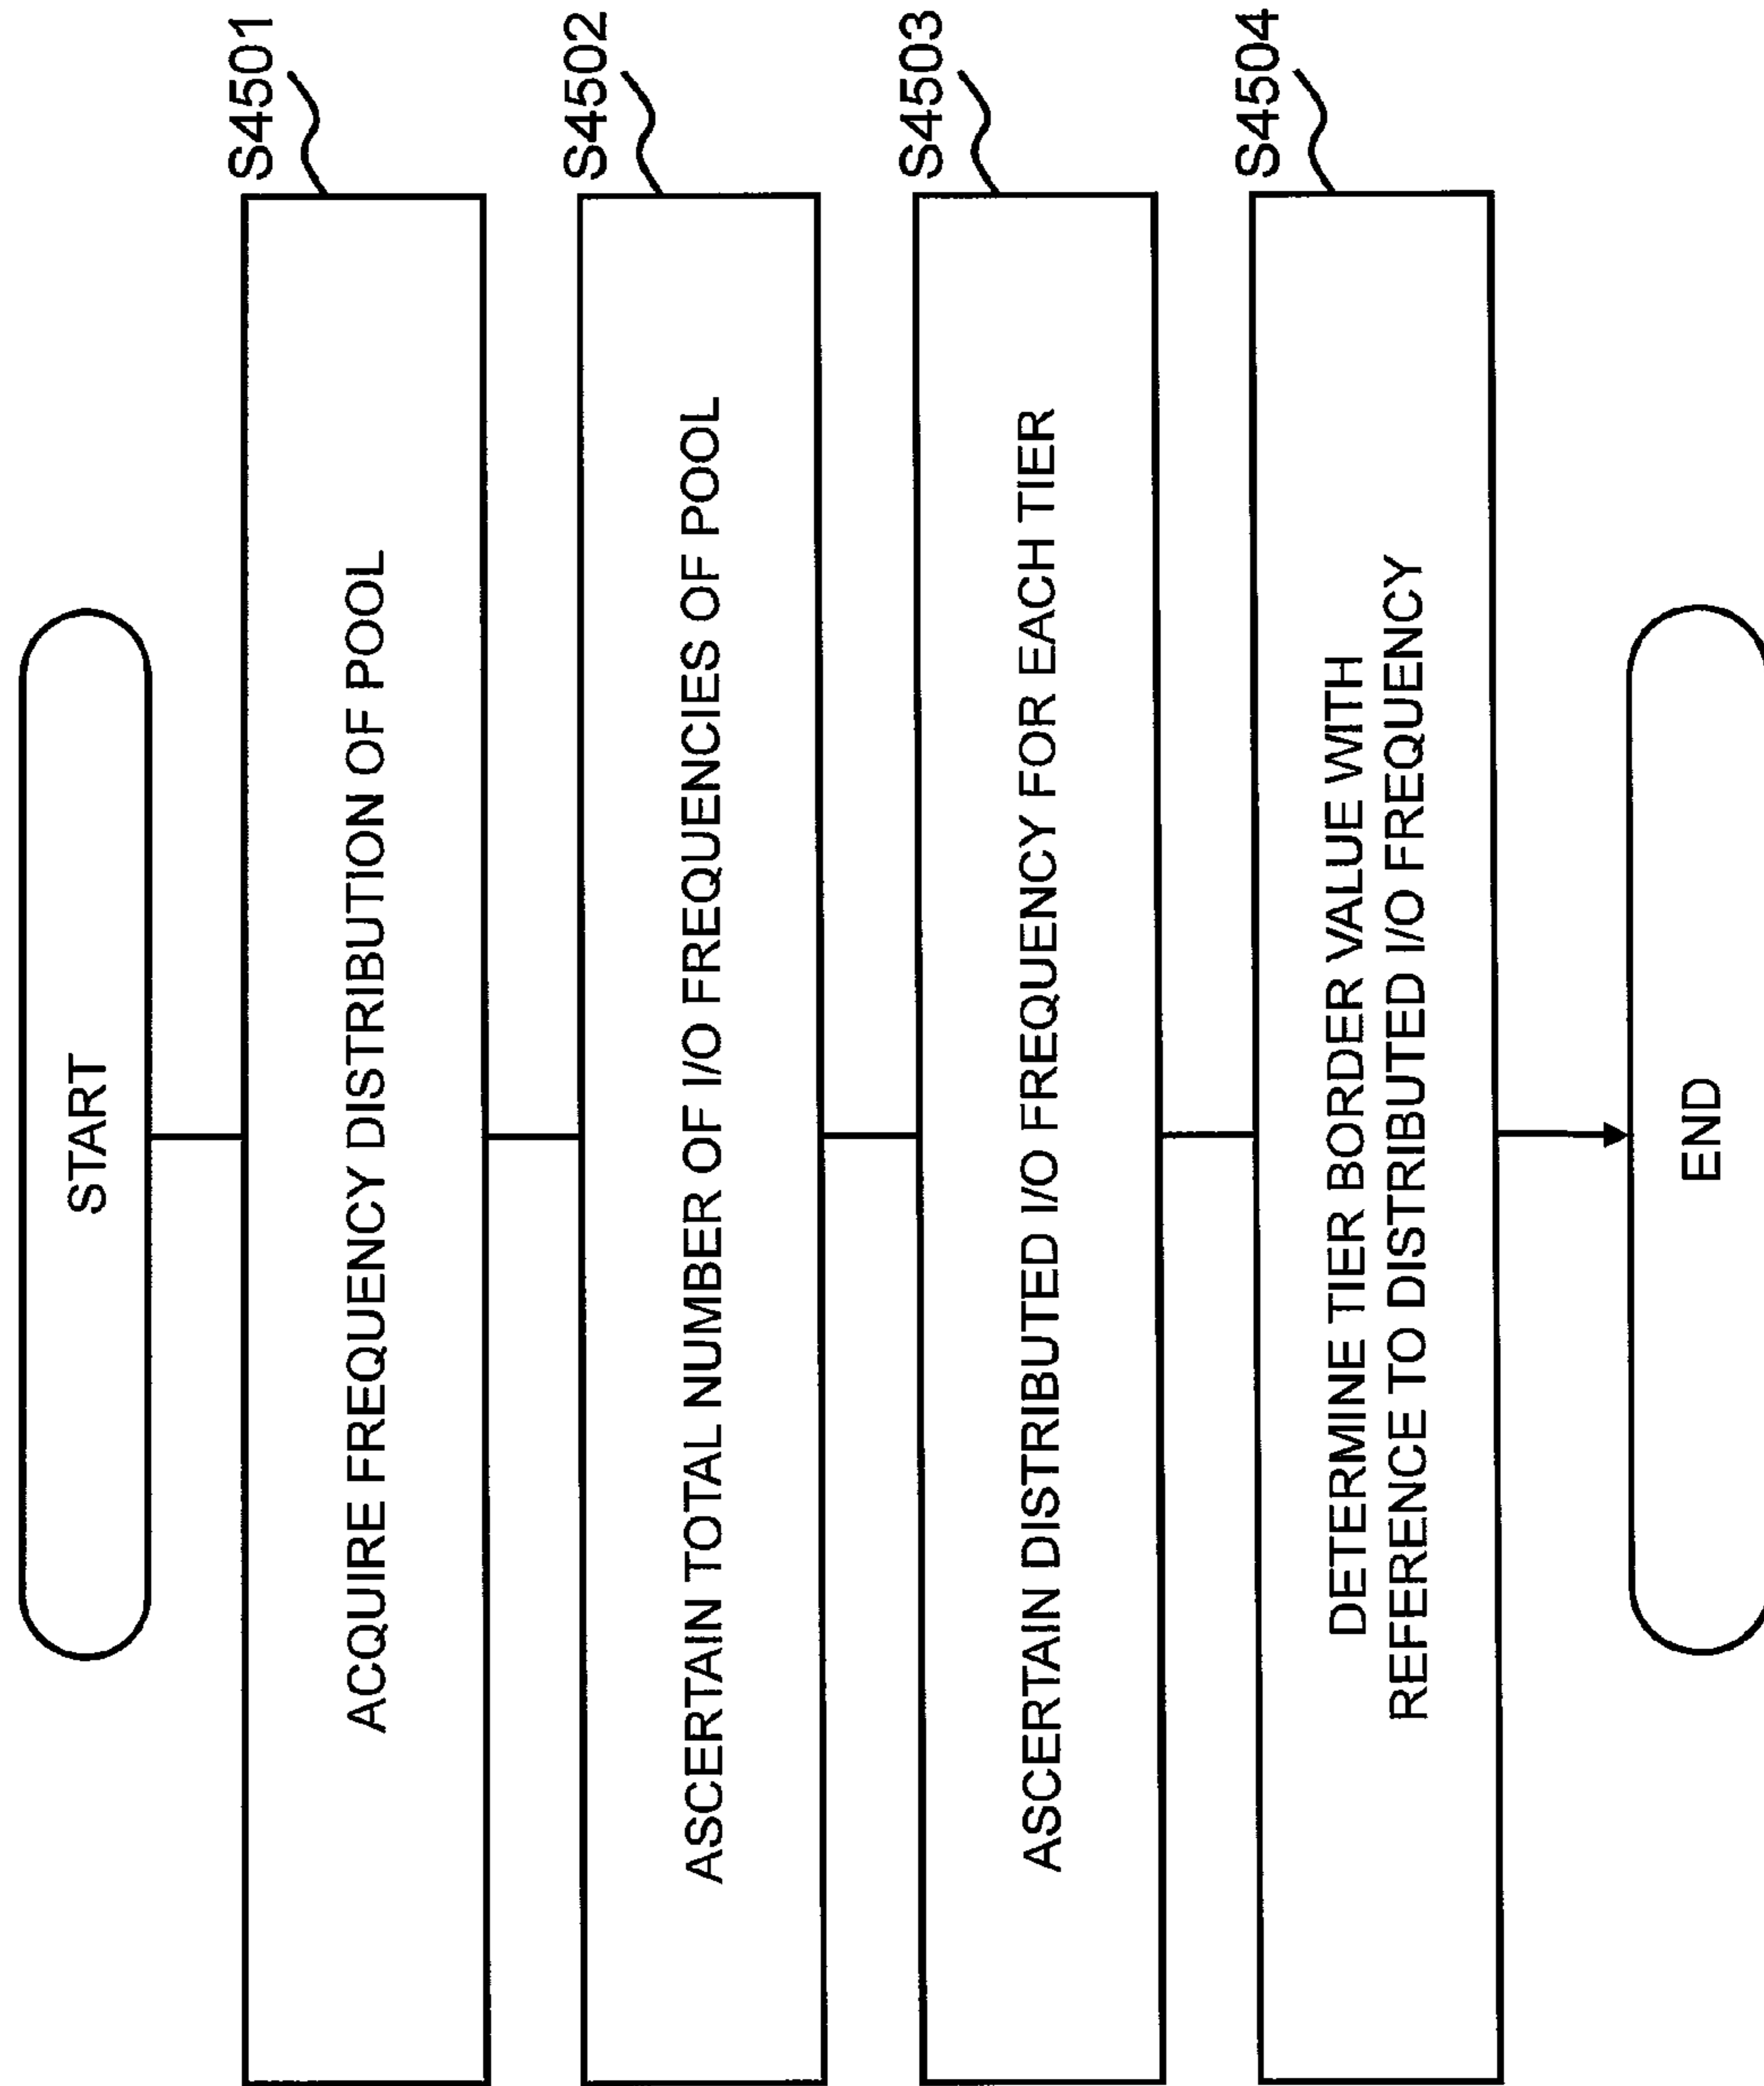 START
S4501
ACQUIRE FREQUENCY DISTRIBUTION OF POOL
S4502
ASCERTAIN TOTAL NUMBER OF I/O FREQUENCIES OF POOL
S4503
ASCERTAIN DISTRIBUTED I/O FREQUENCY FOR EACH TIER
S4504
DETERMINE TIER BORDER VALUE WITH
REFERENCE TO DISTRIBUTED I/O FREQUENCY
END